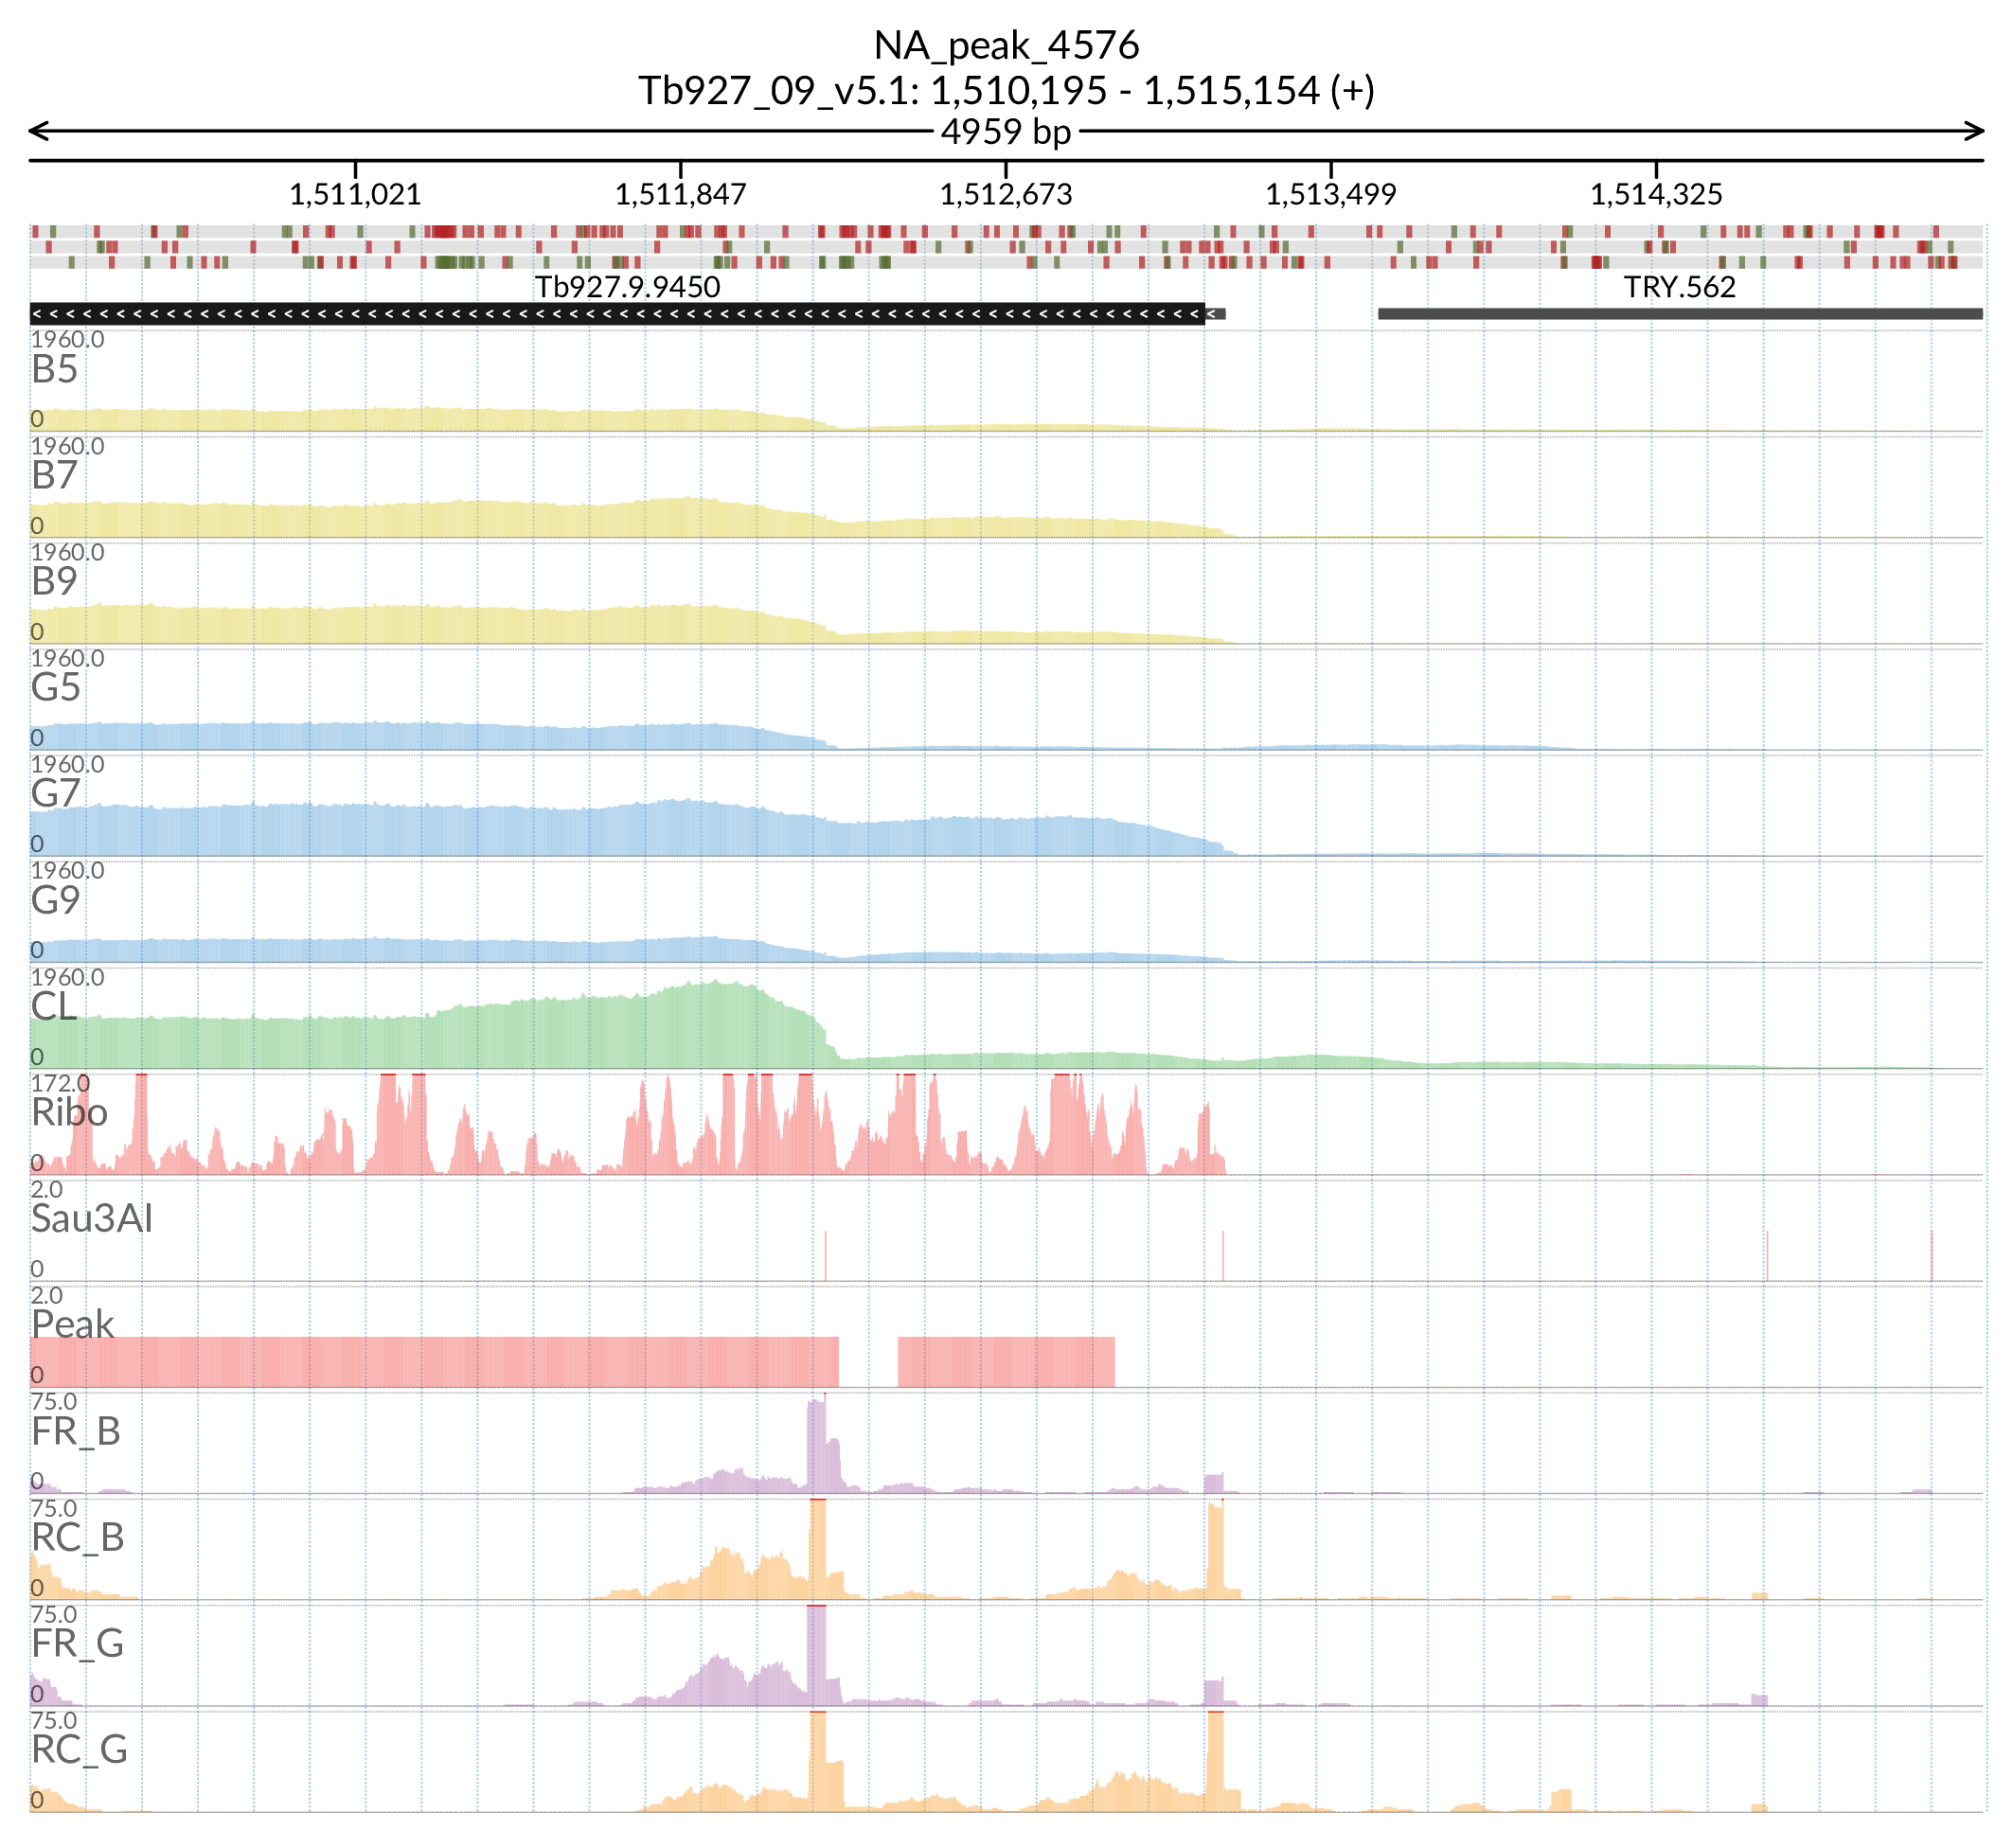 NA_peak_4576
Tb927_09_v5.1: 1,510,195 - 1,515,154 (+)
4959 bp
1,511,021 1,511,847 1,512,673 1,513,499 1,514,325
Tb927.9.9450 TRY.562
1960.0
B5
0
1960.0
B7
0
1960.0
B9
0
1960.0
G5
0
1960.0
G7
0
1960.0
G9
0
1960.0
CL
0
172.0
Ribo
0
2.0
Sau3AI
0
2.0
Peak
0
75.0
FR_B
0
75.0
RC_B
0
75.0
FR_G
0
75.0
RC_G
0